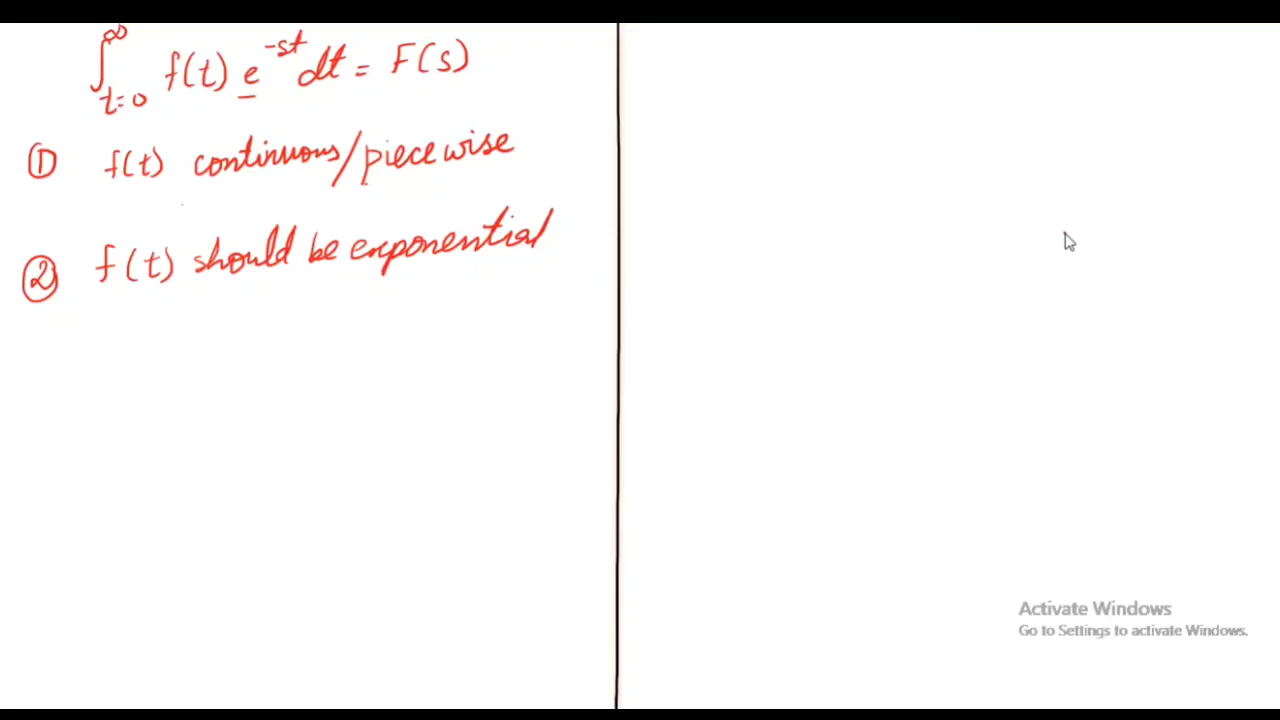 ∫_{t=0}^{∞} f(t) e^{-st} dt = F(s)
① f(t) continuous/piecewise
② f(t) should be exponential
Activate Windows
Go to Settings to activate Windows.